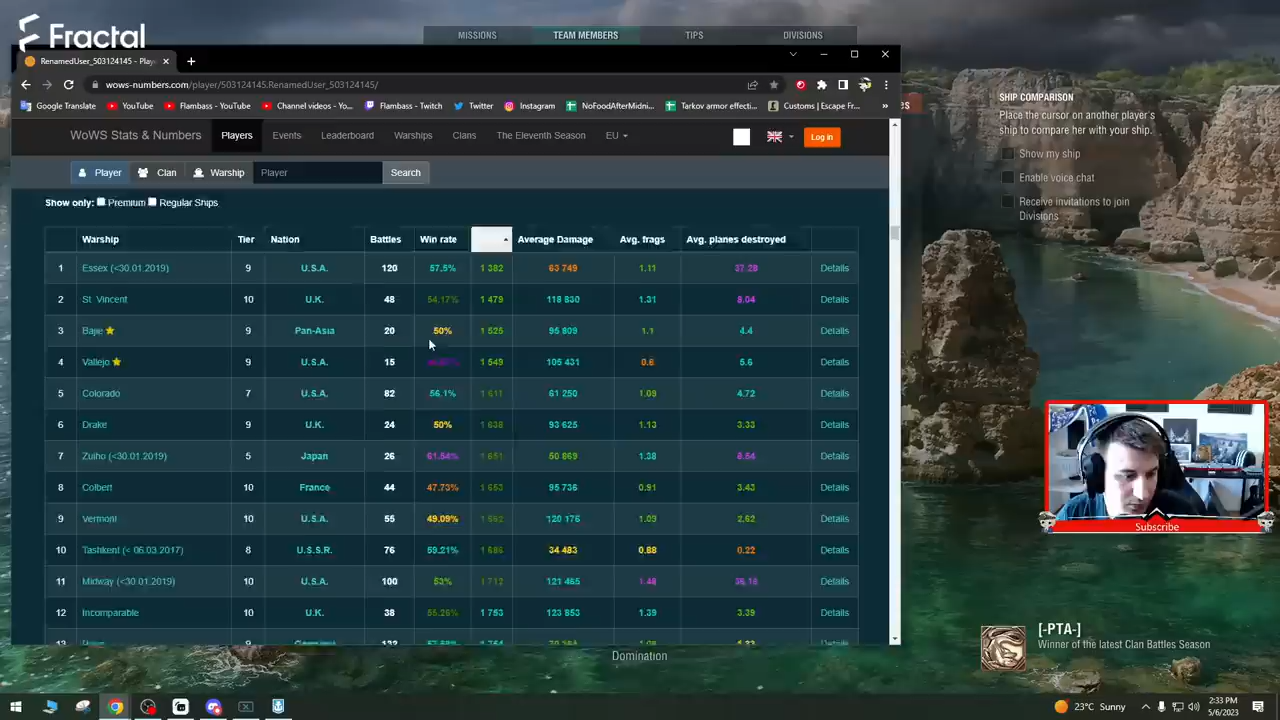 Fractal
MISSIONS TEAM MEMBERS TIPS DIVISIONS
RenamedUser_503124145 - Playe
wows-numbers.com/player/503124145.RenamedUser_503124145/
Google Translate YouTube Flambass - YouTube Channel videos - Yo... Flambass - Twitch Twitter Instagram NoFoodAfterMidni... Tarkov armor effecti... Customs | Escape Fr... »
WoWS Stats & Numbers Players Events Leaderboard Warships Clans The Eleventh Season EU Log in
Player Clan Warship Player Search
Show only: Premium Regular Ships
Warship Tier Nation Battles Win rate Average Damage Avg. frags Avg. planes destroyed
1 Essex (<30.01.2019) 9 U.S.A. 120 57.5% 1 382 63 749 1.11 37.28 Details
2 St. Vincent 10 U.K. 48 54.17% 1 479 118 830 1.31 8.04 Details
3 Bajie 9 Pan-Asia 20 50% 1 525 95 809 1.1 4.4 Details
4 Vallejo 9 U.S.A. 15 1 549 105 431 0.6 5.6 Details
5 Colorado 7 U.S.A. 82 56.1% 1 611 61 250 1.09 4.72 Details
6 Drake 9 U.K. 24 50% 1 638 93 625 1.13 3.33 Details
7 Zuiho (<30.01.2019) 5 Japan 26 61.54% 1 651 50 869 1.38 8.54 Details
8 Colbert 10 France 44 47.73% 1 653 95 736 0.91 3.43 Details
9 Vermont 10 U.S.A. 55 49.09% 1 662 120 176 1.09 2.62 Details
10 Tashkent (< 06.03.2017) 8 U.S.S.R. 76 59.21% 1 686 34 483 0.88 0.22 Details
11 Midway (<30.01.2019) 10 U.S.A. 100 53% 1 712 121 465 1.48 Details
12 Incomparable 10 U.K. 38 55.26% 1 753 123 853 1.39 3.39 Details
SHIP COMPARISON
Place the cursor on another player's
ship to compare her with your ship.
Show my ship
Enable voice chat
Receive invitations to join
Divisions
Subscribe
[-PTA-]
Winner of the latest Clan Battles Season
Domination
23°C Sunny
2:33 PM
5/6/2023